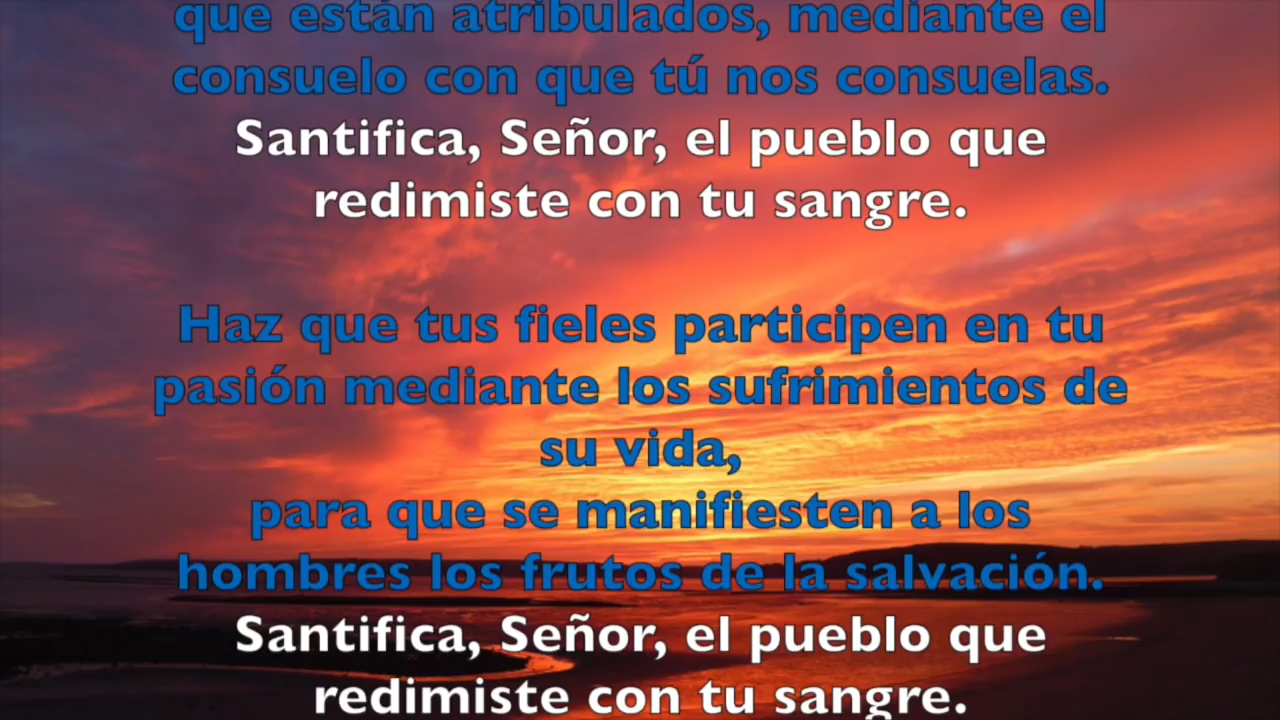 que están atribulados, mediante el
consuelo con que tú nos consuelas.
Santifica, Señor, el pueblo que
redimiste con tu sangre.
Haz que tus fieles participen en tu
pasión mediante los sufrimientos de
su vida,
para que se manifiesten a los
hombres los frutos de la salvación.
Santifica, Señor, el pueblo que
redimiste con tu sangre.